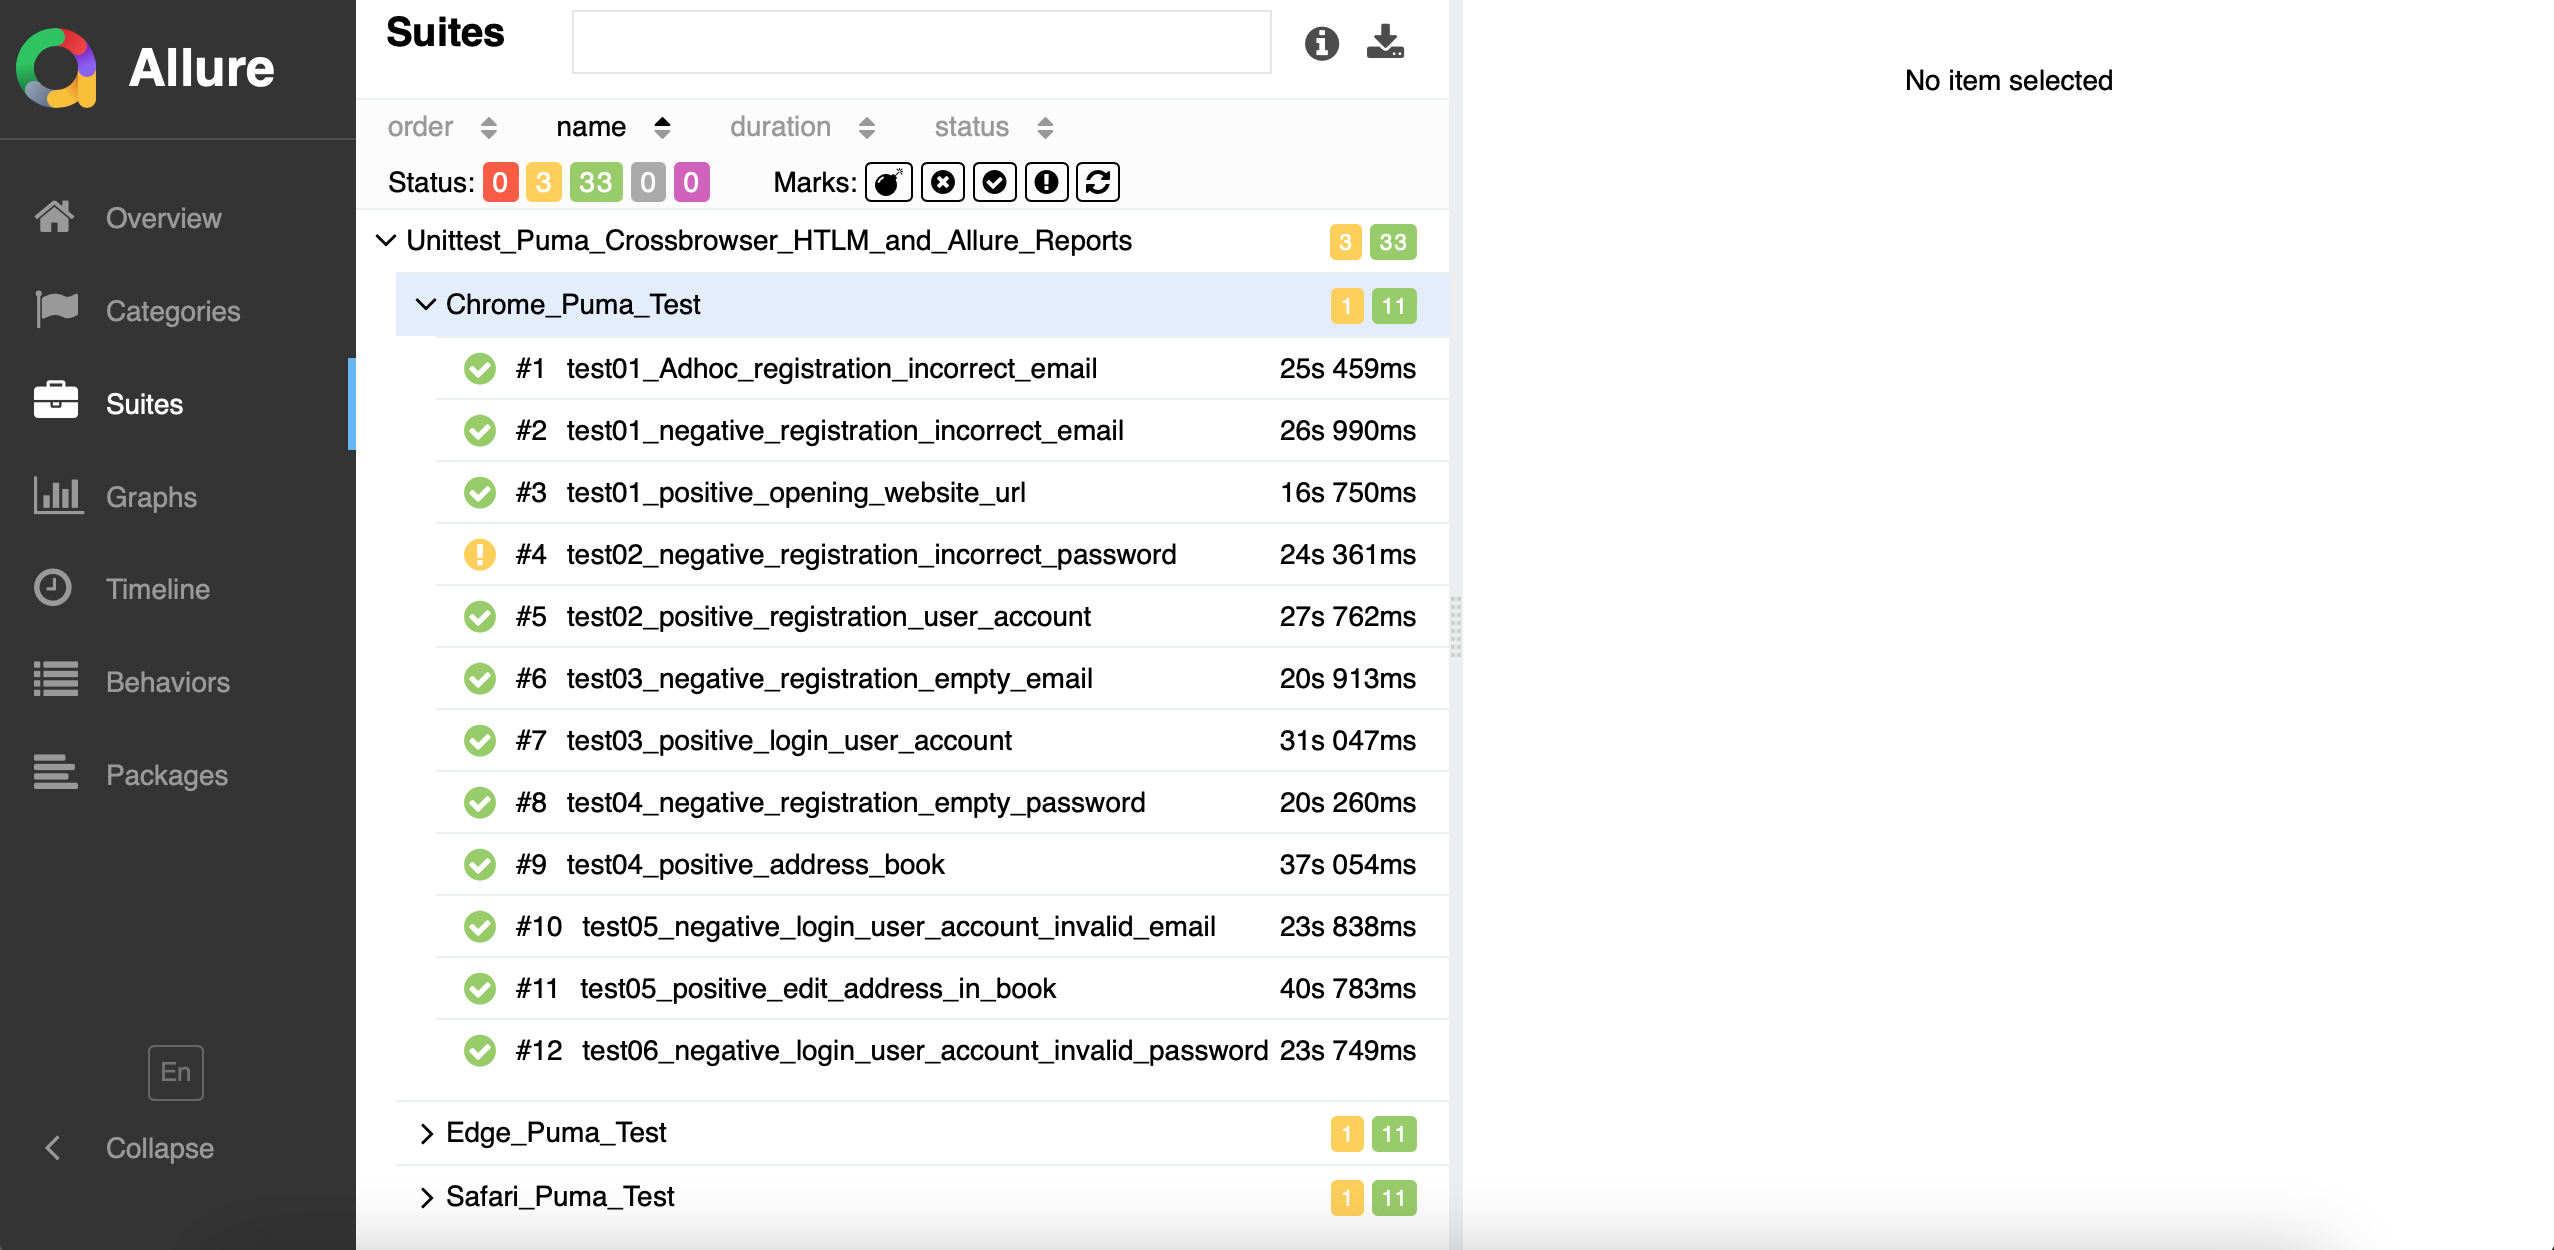 Allure
Overview
Categories
Suites
Graphs
Timeline
Behaviors
Packages
En
Collapse
Suites
order name duration status
Status: 0 3 33 0 0 Marks:
Unittest_Puma_Crossbrowser_HTLM_and_Allure_Reports 3 33
Chrome_Puma_Test 1 11
#1 test01_Adhoc_registration_incorrect_email 25s 459ms
#2 test01_negative_registration_incorrect_email 26s 990ms
#3 test01_positive_opening_website_url 16s 750ms
#4 test02_negative_registration_incorrect_password 24s 361ms
#5 test02_positive_registration_user_account 27s 762ms
#6 test03_negative_registration_empty_email 20s 913ms
#7 test03_positive_login_user_account 31s 047ms
#8 test04_negative_registration_empty_password 20s 260ms
#9 test04_positive_address_book 37s 054ms
#10 test05_negative_login_user_account_invalid_email 23s 838ms
#11 test05_positive_edit_address_in_book 40s 783ms
#12 test06_negative_login_user_account_invalid_password 23s 749ms
Edge_Puma_Test 1 11
Safari_Puma_Test 1 11
No item selected